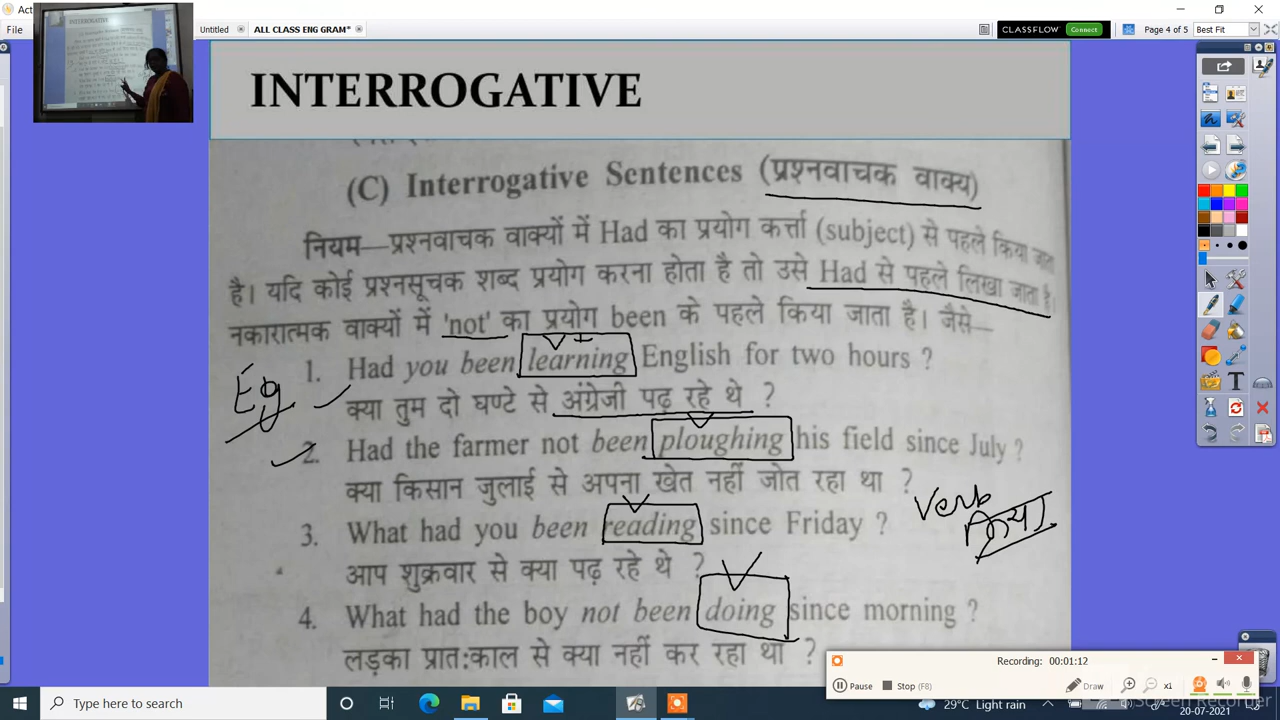 Act
File
Untitled
ALL CLASS ENG GRAM*
CLASSFLOW
Connect
Page 4 of 5
Best Fit
INTERROGATIVE
(C) Interrogative Sentences (प्रश्नवाचक वाक्य)
नियम—प्रश्नवाचक वाक्यों में Had का प्रयोग कर्त्ता (subject) से पहले किया जाता
है। यदि कोई प्रश्नसूचक शब्द प्रयोग करना होता है तो उसे Had से पहले लिखा जाता है।
नकारात्मक वाक्यों में 'not' का प्रयोग been के पहले किया जाता है। जैसे—
Eg
1. Had you been learning English for two hours ?
क्या तुम दो घण्टे से अंग्रेजी पढ़ रहे थे ?
2. Had the farmer not been ploughing his field since July ?
क्या किसान जुलाई से अपना खेत नहीं जोत रहा था ?
Verb
क्रिया
3. What had you been reading since Friday ?
आप शुक्रवार से क्या पढ़ रहे थे ?
4. What had the boy not been doing since morning ?
लड़का प्रात:काल से क्या नहीं कर रहा था ?
Recording: 00:01:12
Pause
Stop (F8)
Draw
x1
Type here to search
29°C Light rain
20-07-2021
Screen Recorder